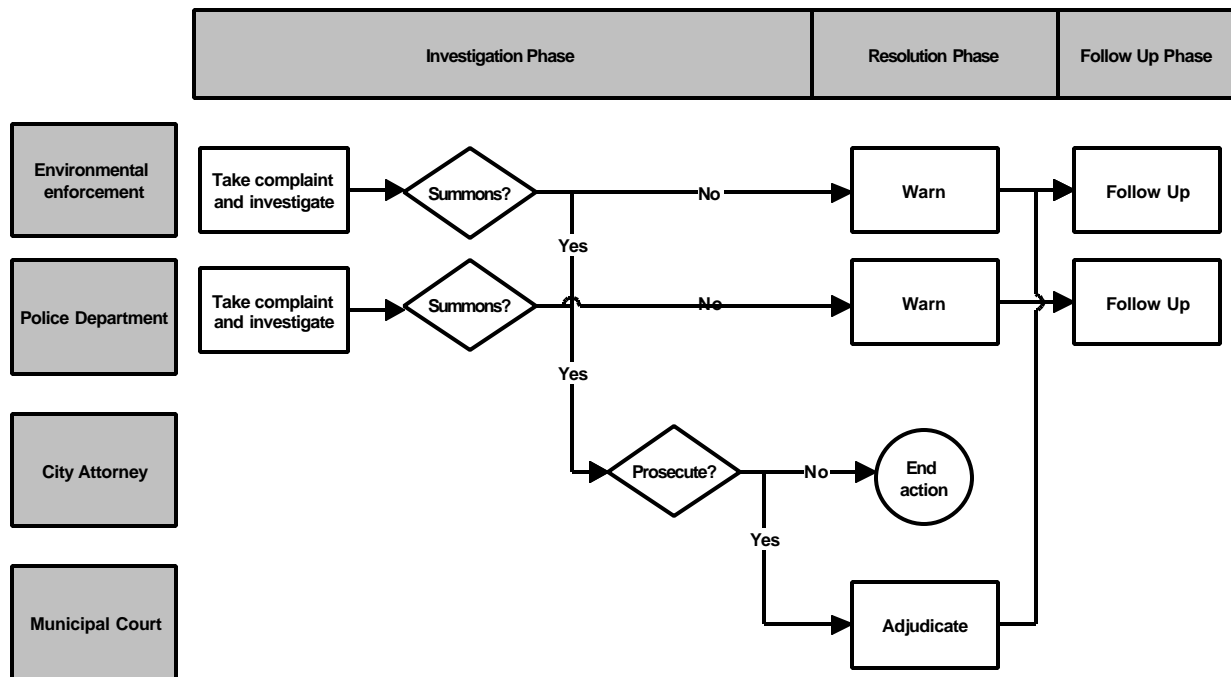 Investigation Phase
Resolution Phase
Follow Up Phase
Environmental
enforcement
Take complaint
and investigate
Summons?
No
Warn
Follow Up
Yes
Police Department
Take complaint
and investigate
Summons?
No
Warn
Follow Up
Yes
City Attorney
Prosecute?
No
End
action
Yes
Municipal Court
Adjudicate